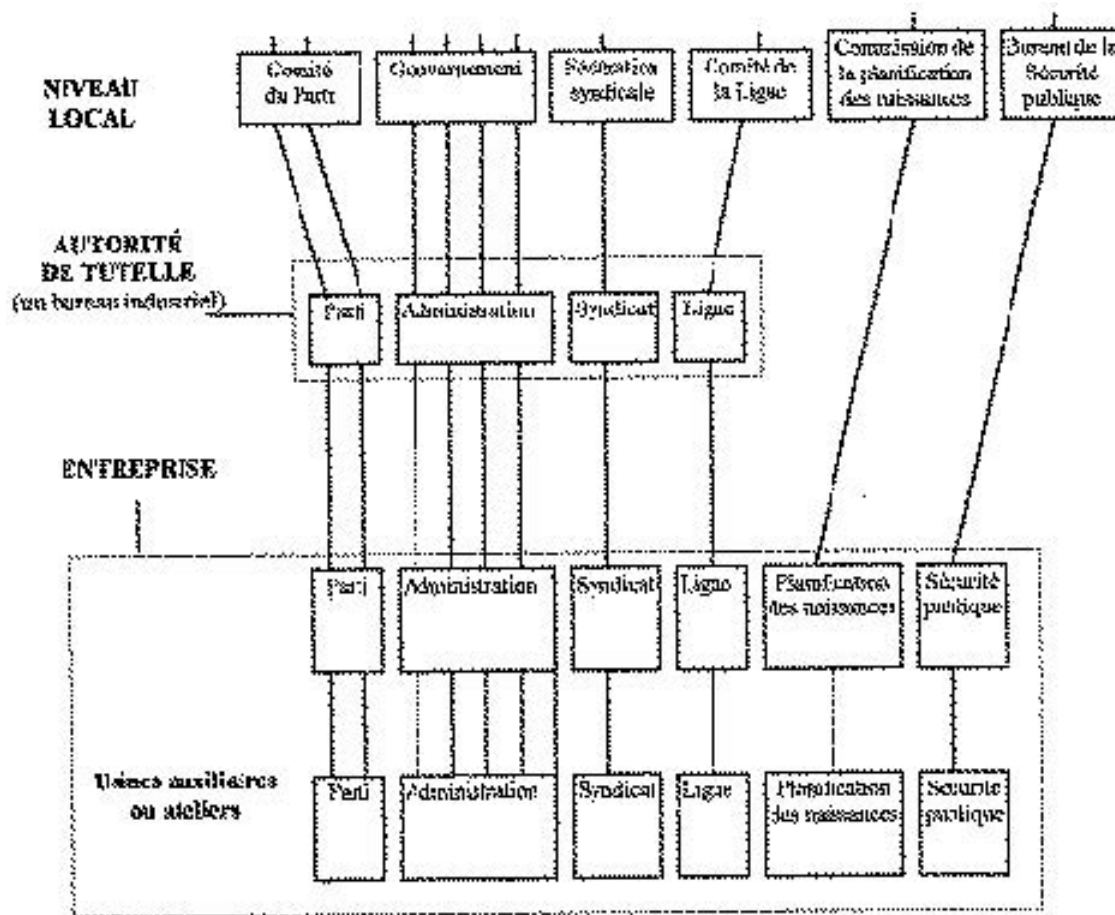 NIVEAU
LOCAL
Comité
du Parti
Gouvernement
Fédération
syndicale
Comité de
la Ligue
Commission de
la planification
des naissances
Bureau de la
Sécurité
publique
AUTORITÉ
DE TUTELLE
(un bureau industriel)
Parti
Administration
Syndicat
Ligue
ENTREPRISE
Parti
Administration
Syndicat
Ligue
Planification
des naissances
Sécurité
publique
Usines auxiliaires
ou ateliers
Parti
Administration
Syndicat
Ligue
Planification
des naissances
Sécurité
publique